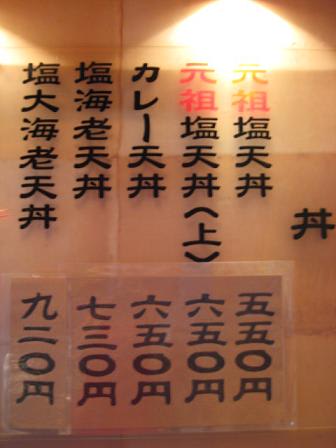 丼
元祖塩天丼
五五〇円
元祖塩天丼(上)
六五〇円
カレー天丼
六五〇円
塩海老天丼
七三〇円
塩大海老天丼
九二〇円